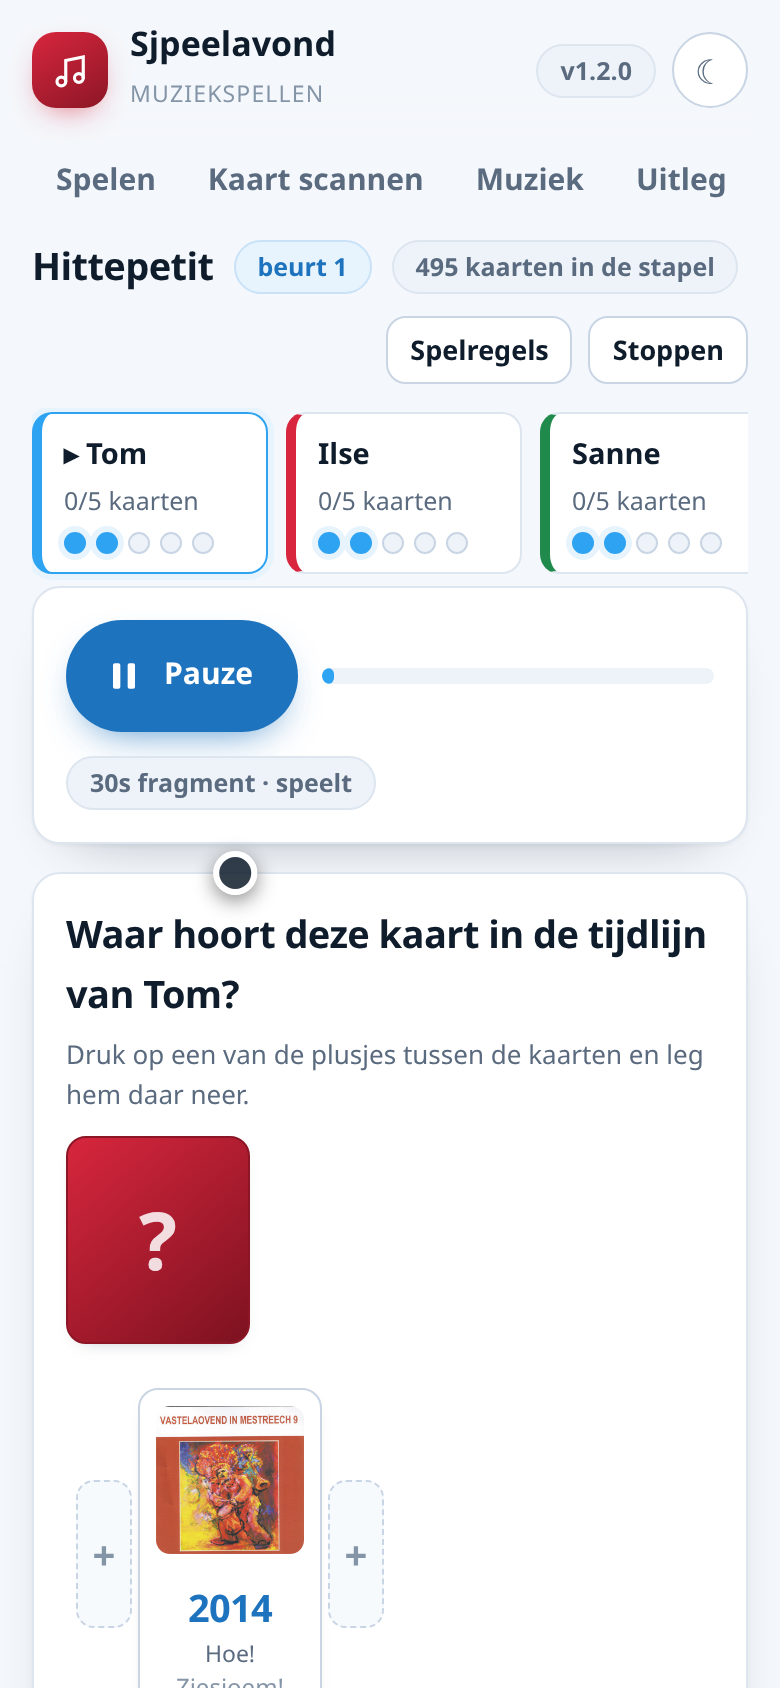 Sjpeelavond
MUZIEKSPELLEN
v1.2.0
Spelen Kaart scannen Muziek Uitleg
Hittepetit beurt 1 495 kaarten in de stapel
Spelregels Stoppen
▸ Tom Ilse Sanne
0/5 kaarten 0/5 kaarten 0/5 kaarten
Pauze
30s fragment · speelt
Waar hoort deze kaart in de tijdlijn
van Tom?
Druk op een van de plusjes tussen de kaarten en leg
hem daar neer.
?
VASTELAOVEND IN MESTREECH 9
+ +
2014
Hoe!
Ziesjoem!